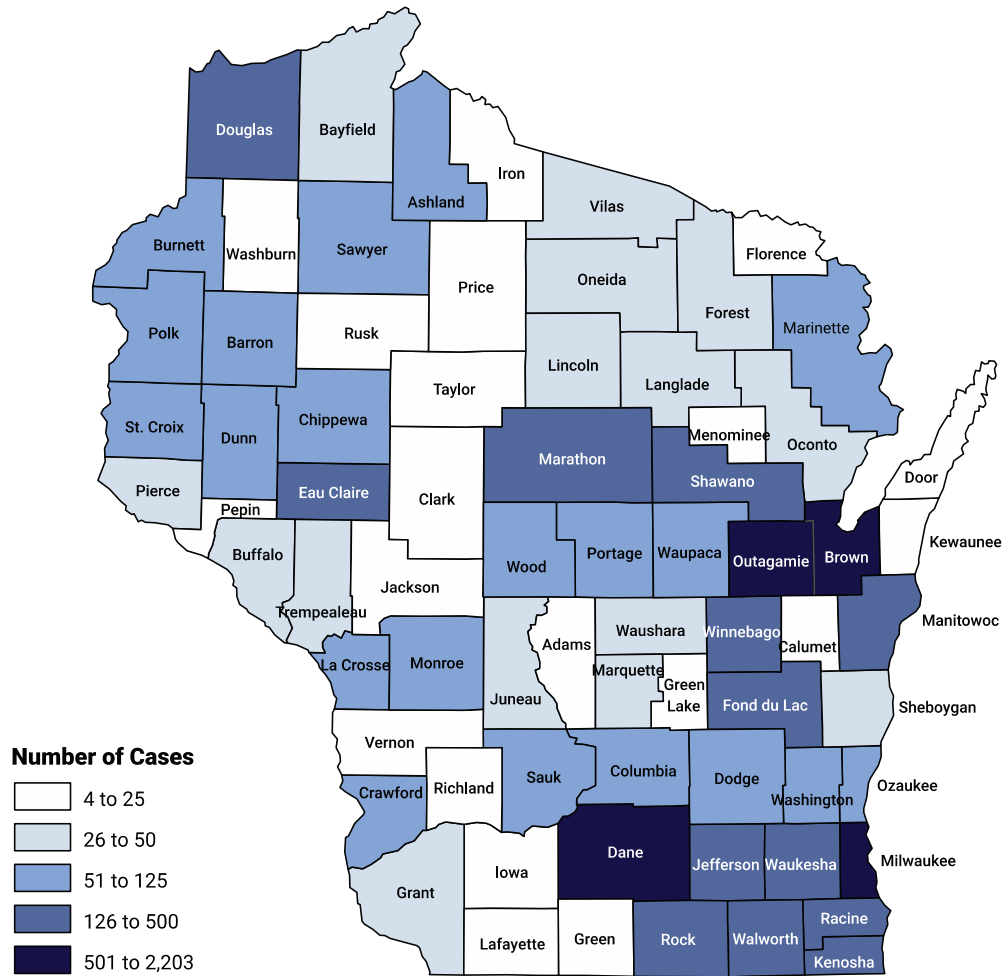 Douglas
Bayfield
Iron
Ashland
Vilas
Burnett
Washburn
Sawyer
Florence
Price
Oneida
Forest
Marinette
Polk
Barron
Rusk
Lincoln
Langlade
Taylor
St. Croix
Dunn
Chippewa
Menominee
Oconto
Marathon
Shawano
Door
Pierce
Eau Claire
Clark
Pepin
Buffalo
Wood
Portage
Waupaca
Outagamie
Brown
Kewaunee
Jackson
Trempealeau
Manitowoc
Adams
Waushara
Winnebago
Calumet
La Crosse
Monroe
Marquette
Green
Lake
Juneau
Fond du Lac
Sheboygan
Vernon
Number of Cases
Sauk
Columbia
Dodge
Ozaukee
Crawford
Richland
Washington
4 to 25
26 to 50
51 to 125
126 to 500
501 to 2,203
Dane
Jefferson
Waukesha
Milwaukee
Iowa
Grant
Lafayette
Green
Rock
Walworth
Racine
Kenosha